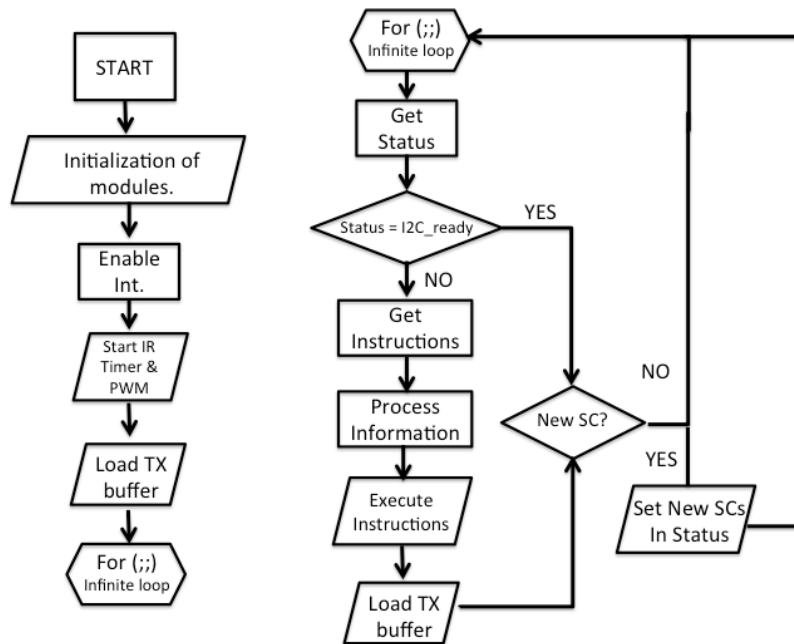 START
Initialization of
modules.
Enable
Int.
Start IR
Timer &
PWM
Load TX
buffer
For (;;)
Infinite loop
For (;;)
Infinite loop
Get
Status
Status = I2C_ready
YES
NO
Get
Instructions
Process
Information
Execute
Instructions
Load TX
buffer
New SC?
NO
YES
Set New SCs
In Status